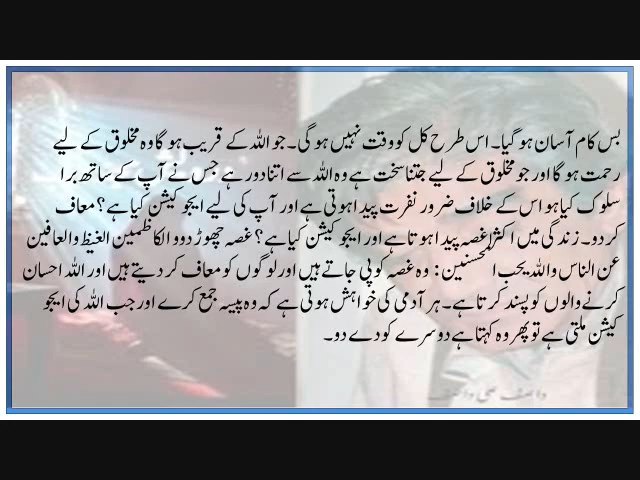 بس کام آسان ہو گیا۔ اس طرح کل کو وقت نہیں ہو گی۔ جو اللہ کے قریب ہو گا وہ مخلوق کے لیے
رحمت ہو گا اور جو مخلوق کے لیے جتنا سخت ہے وہ اللہ سے اتنا دور ہے جس نے آپ کے ساتھ برا
سلوک کیا ہو اس کے خلاف ضرور نفرت پیدا ہوتی ہے اور آپ کی لیے ایجوکیشن کیا ہے؟ معاف
کر دو۔ زندگی میں اکثر غصہ پیدا ہوتا ہے اور ایجوکیشن کیا ہے؟ غصہ چھوڑ دو والکاظمین الغیظ والعافین
عن الناس واللہ یحب المحسنین: وہ غصہ کو پی جاتے ہیں اور لوگوں کو معاف کر دیتے ہیں اور اللہ احسان
کرنے والوں کو پسند کرتا ہے۔ ہر آدمی کی خواہش ہوتی ہے کہ وہ پیسہ جمع کرے اور جب اللہ کی ایجو
کیشن ملتی ہے تو پھر وہ کہتا ہے دوسرے کو دے دو۔
واصف علی واصف